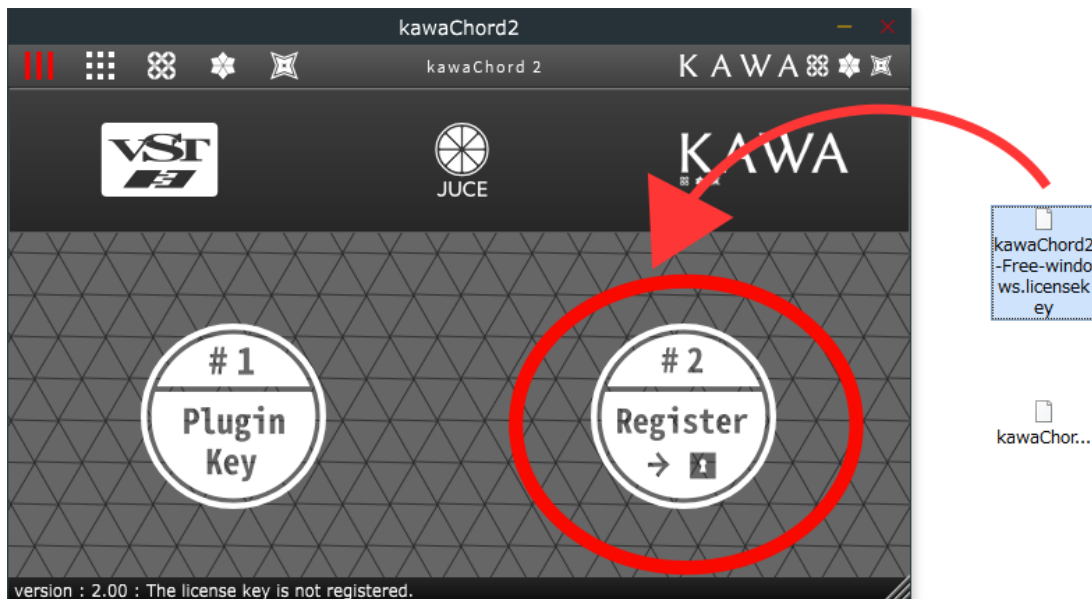 kawaChord2
kawaChord 2
KAWA
VST
JUCE
KAWA
kawaChord2
-Free-windo
ws.licensek
ey
# 1
Plugin
Key
# 2
Register
kawaChor...
version : 2.00 : The license key is not registered.